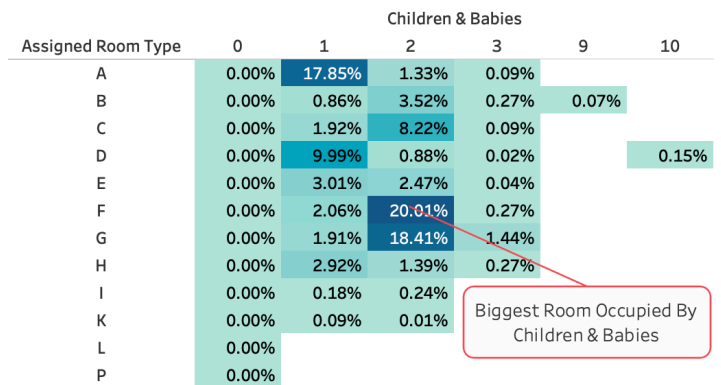 Children & Babies
Assigned Room Type 0 1 2 3 9 10
A 0.00% 17.85% 1.33% 0.09%
B 0.00% 0.86% 3.52% 0.27% 0.07%
C 0.00% 1.92% 8.22% 0.09%
D 0.00% 9.99% 0.88% 0.02% 0.15%
E 0.00% 3.01% 2.47% 0.04%
F 0.00% 2.06% 20.01% 0.27%
G 0.00% 1.91% 18.41% 1.44%
H 0.00% 2.92% 1.39% 0.27%
I 0.00% 0.18% 0.24%
K 0.00% 0.09% 0.01%
L 0.00%
P 0.00%
Biggest Room Occupied By
Children & Babies